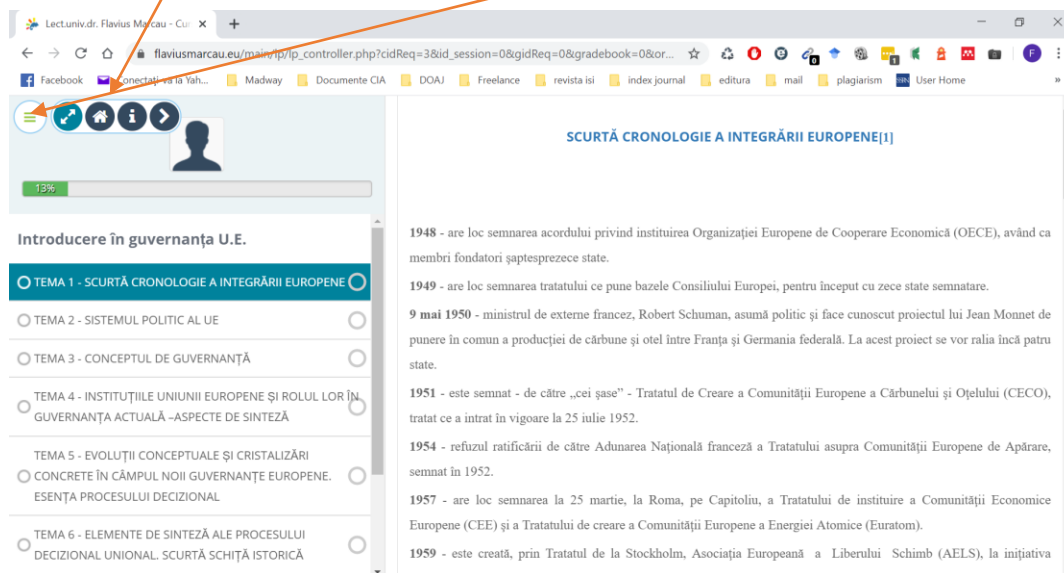 Lect.univ.dr. Flavius Marcau - Cu
flaviusmarcau.eu/main/lp/lp_controller.php?cidReq=3&id_session=0&gidReq=0&gradebook=0&or...
Facebook Conectați-vă la Yah... Madway Documente CIA DOAJ Freelance revista isi index journal editura mail plagiarism User Home »
13%
Introducere în guvernanța U.E.
TEMA 1 - SCURTĂ CRONOLOGIE A INTEGRĂRII EUROPENE
TEMA 2 - SISTEMUL POLITIC AL UE
TEMA 3 - CONCEPTUL DE GUVERNANȚĂ
TEMA 4 - INSTITUȚIILE UNIUNII EUROPENE ȘI ROLUL LOR ÎN
GUVERNANȚA ACTUALĂ –ASPECTE DE SINTEZĂ
TEMA 5 - EVOLUȚII CONCEPTUALE ȘI CRISTALIZĂRI
CONCRETE ÎN CÂMPUL NOII GUVERNANȚE EUROPENE.
ESENȚA PROCESULUI DECIZIONAL
TEMA 6 - ELEMENTE DE SINTEZĂ ALE PROCESULUI
DECIZIONAL UNIONAL. SCURTĂ SCHIȚĂ ISTORICĂ
SCURTĂ CRONOLOGIE A INTEGRĂRII EUROPENE[1]
1948 - are loc semnarea acordului privind instituirea Organizației Europene de Cooperare Economică (OECE), având ca
membri fondatori șaptesprezece state.
1949 - are loc semnarea tratatului ce pune bazele Consiliului Europei, pentru început cu zece state semnatare.
9 mai 1950 - ministrul de externe francez, Robert Schuman, asumă politic și face cunoscut proiectul lui Jean Monnet de
punere în comun a producției de cărbune și otel între Franța și Germania federală. La acest proiect se vor ralia încă patru
state.
1951 - este semnat - de către „cei șase” - Tratatul de Creare a Comunității Europene a Cărbunelui și Oțelului (CECO),
tratat ce a intrat în vigoare la 25 iulie 1952.
1954 - refuzul ratificării de către Adunarea Națională franceză a Tratatului asupra Comunității Europene de Apărare,
semnat în 1952.
1957 - are loc semnarea la 25 martie, la Roma, pe Capitoliu, a Tratatului de instituire a Comunității Economice
Europene (CEE) și a Tratatului de creare a Comunității Europene a Energiei Atomice (Euratom).
1959 - este creată, prin Tratatul de la Stockholm, Asociația Europeană a Liberului Schimb (AELS), la inițiativa